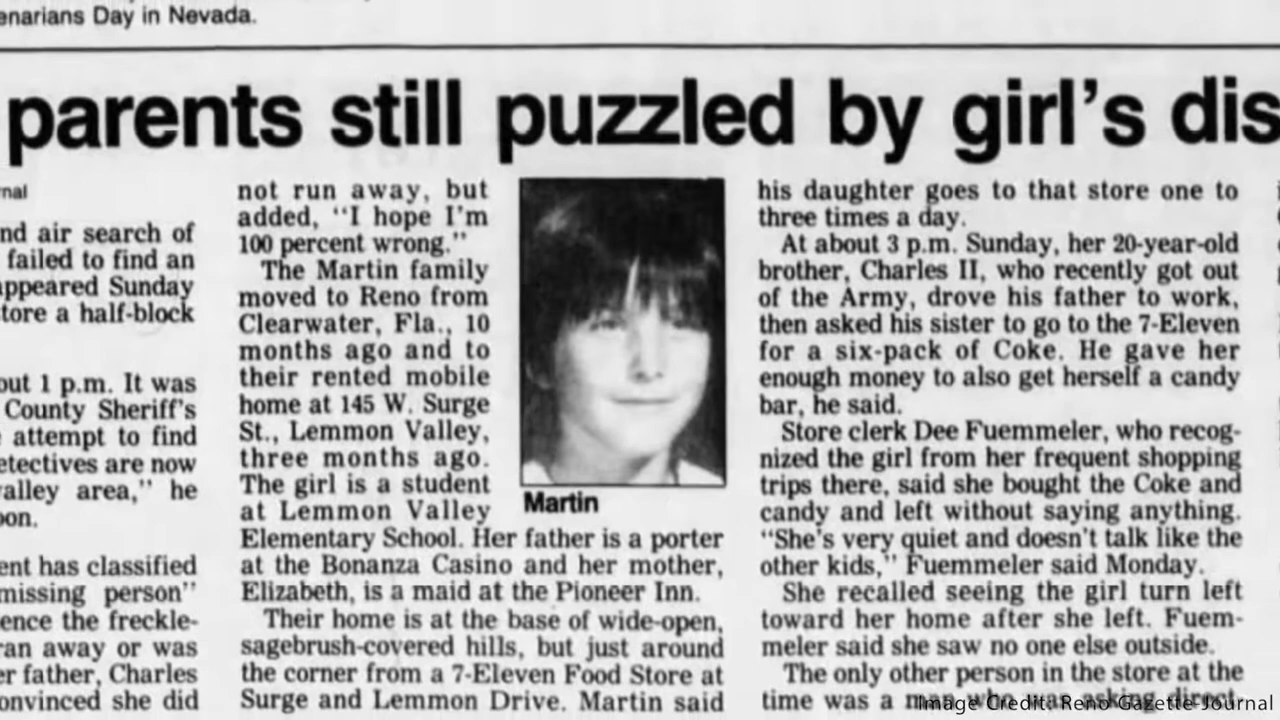 enarians Day in Nevada.
parents still puzzled by girl's dis
rnal
nd air search of
failed to find an
appeared Sunday
tore a half-block
out 1 p.m. It was
County Sheriff's
attempt to find
etectives are now
valley area," he
oon.
ent has classified
missing person"
ence the freckle-
ran away or was
er father, Charles
onvinced she did
not run away, but
added, "I hope I'm
100 percent wrong."
The Martin family
moved to Reno from
Clearwater, Fla., 10
months ago and to
their rented mobile
home at 145 W. Surge
St., Lemmon Valley,
three months ago.
The girl is a student
at Lemmon Valley
Elementary School. Her father is a porter
at the Bonanza Casino and her mother,
Elizabeth, is a maid at the Pioneer Inn.
Their home is at the base of wide-open,
sagebrush-covered hills, but just around
the corner from a 7-Eleven Food Store at
Surge and Lemmon Drive. Martin said
Martin
his daughter goes to that store one to
three times a day.
At about 3 p.m. Sunday, her 20-year-old
brother, Charles II, who recently got out
of the Army, drove his father to work,
then asked his sister to go to the 7-Eleven
for a six-pack of Coke. He gave her
enough money to also get herself a candy
bar, he said.
Store clerk Dee Fuemmeler, who recog-
nized the girl from her frequent shopping
trips there, said she bought the Coke and
candy and left without saying anything.
"She's very quiet and doesn't talk like the
other kids," Fuemmeler said Monday.
She recalled seeing the girl turn left
toward her home after she left. Fuem-
meler said she saw no one else outside.
The only other person in the store at the
time was a man who was asking direct-
Image Credit: Reno Gazette-Journal